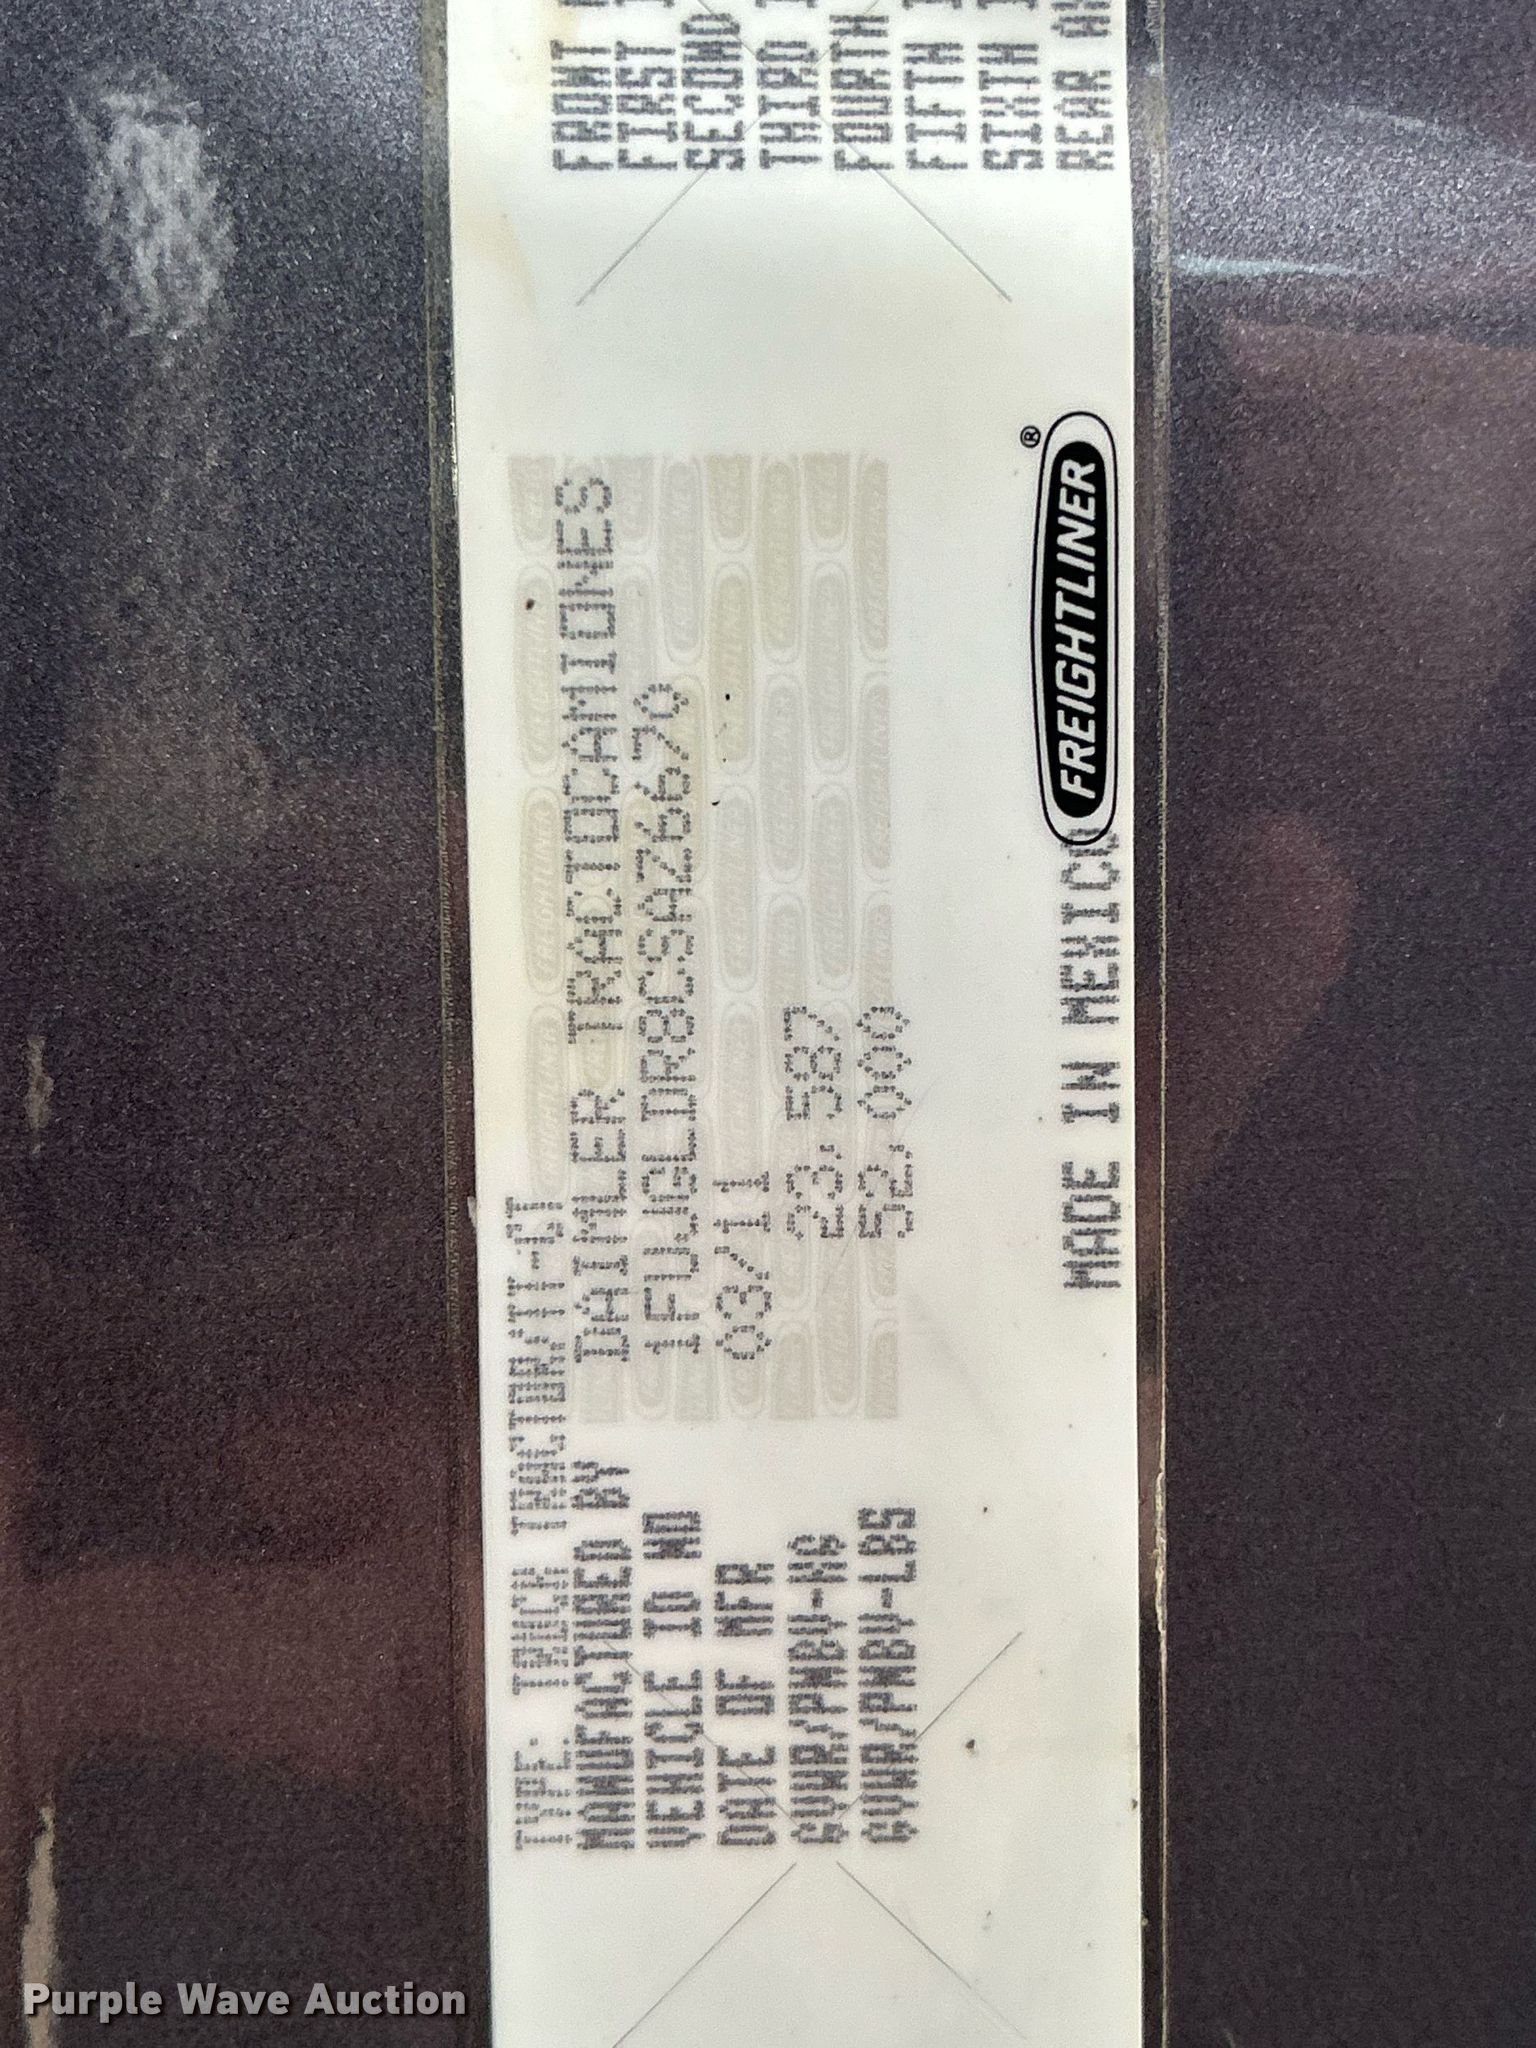 TYPE: TRUCK TRACTOR/TT-CT
MANUFACTURED BY DAIMLER TRACTOCAMIONES
VEHICLE ID NO 1FUJGLDR8CSAZ6670
DATE OF MFR 03/11
GVWR/PNBV-KG 23,587
GVWR/PNBV-LBS 52,000
MADE IN MEXICO
FREIGHTLINER®
FRONT
FIRST
SECOND
THIRD
FOURTH
FIFTH
SIXTH
REAR
Purple Wave Auction